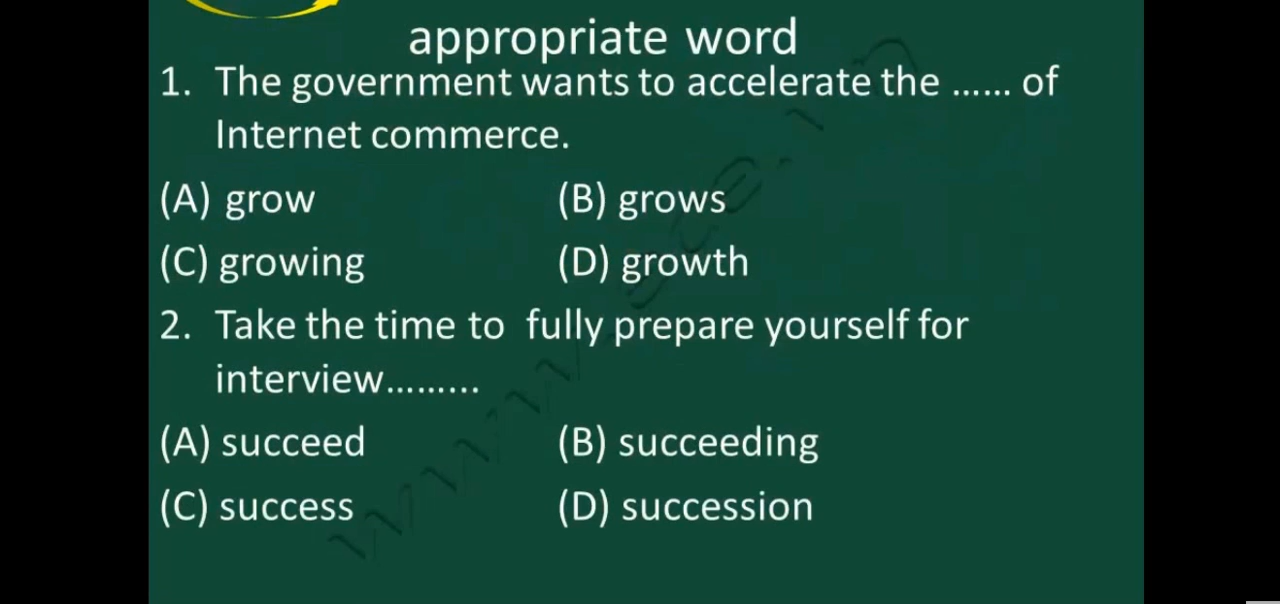 appropriate word
1. The government wants to accelerate the ...... of
Internet commerce.
(A) grow (B) grows
(C) growing (D) growth
2. Take the time to fully prepare yourself for
interview.........
(A) succeed (B) succeeding
(C) success (D) succession